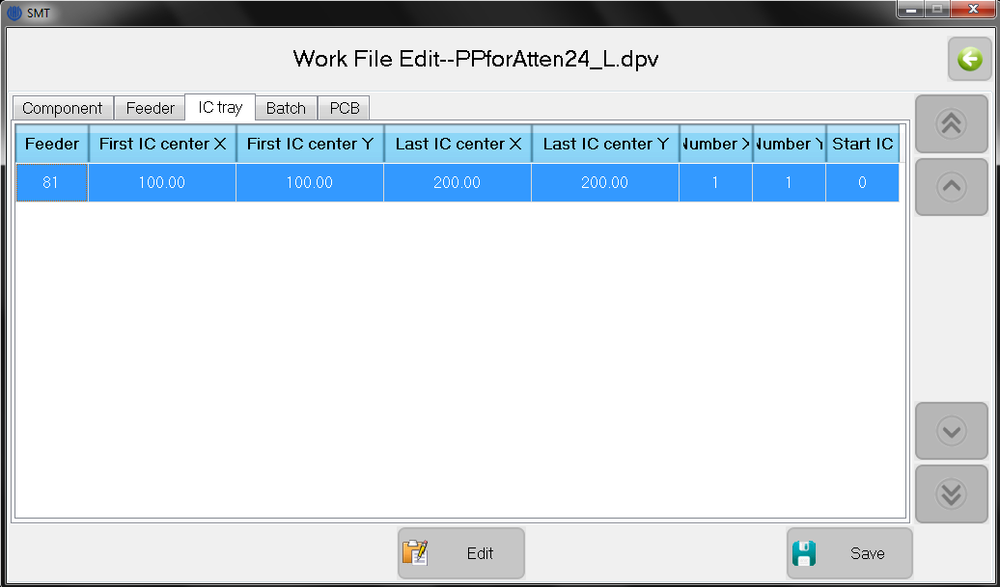 SMT
Work File Edit--PPforAtten24_L.dpv
Component Feeder IC tray Batch PCB
Feeder First IC center X First IC center Y Last IC center X Last IC center Y Number X Number Y Start IC
81 100.00 100.00 200.00 200.00 1 1 0
Edit Save